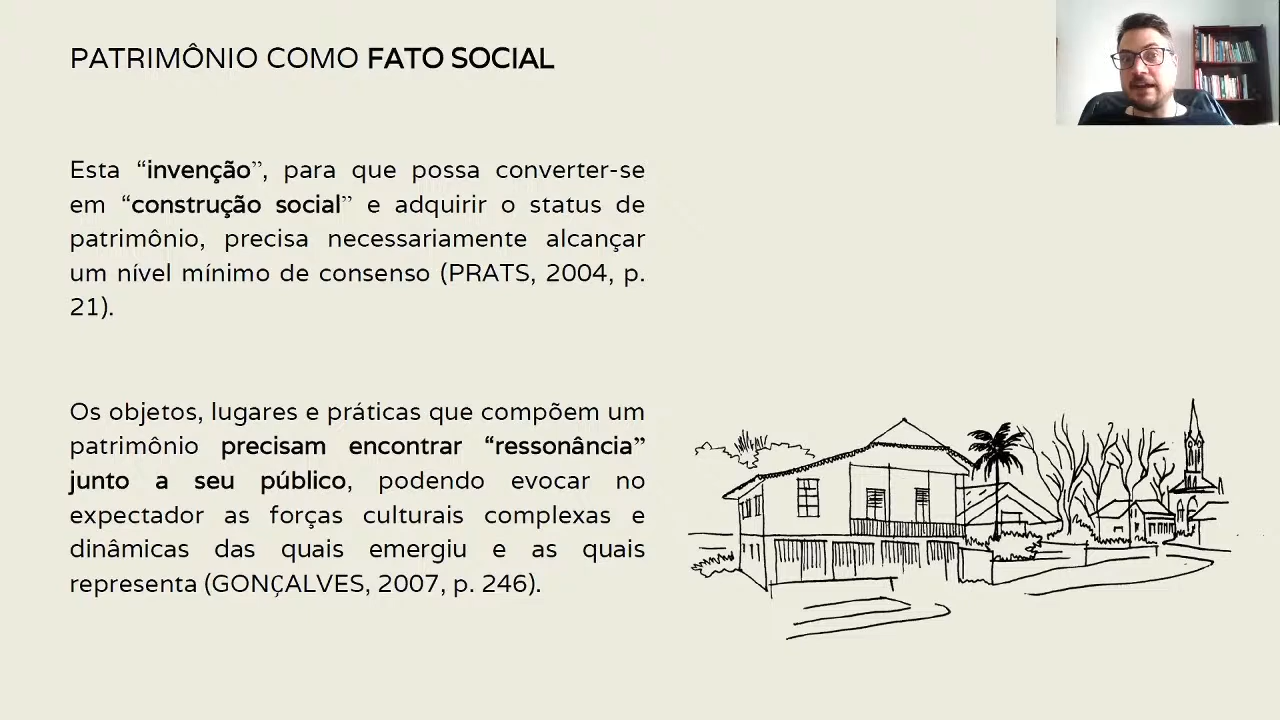 PATRIMÔNIO COMO FATO SOCIAL
Esta “invenção”, para que possa converter-se
em “construção social” e adquirir o status de
patrimônio, precisa necessariamente alcançar
um nível mínimo de consenso (PRATS, 2004, p.
21).
Os objetos, lugares e práticas que compõem um
patrimônio precisam encontrar “ressonância”
junto a seu público, podendo evocar no
expectador as forças culturais complexas e
dinâmicas das quais emergiu e as quais
representa (GONÇALVES, 2007, p. 246).